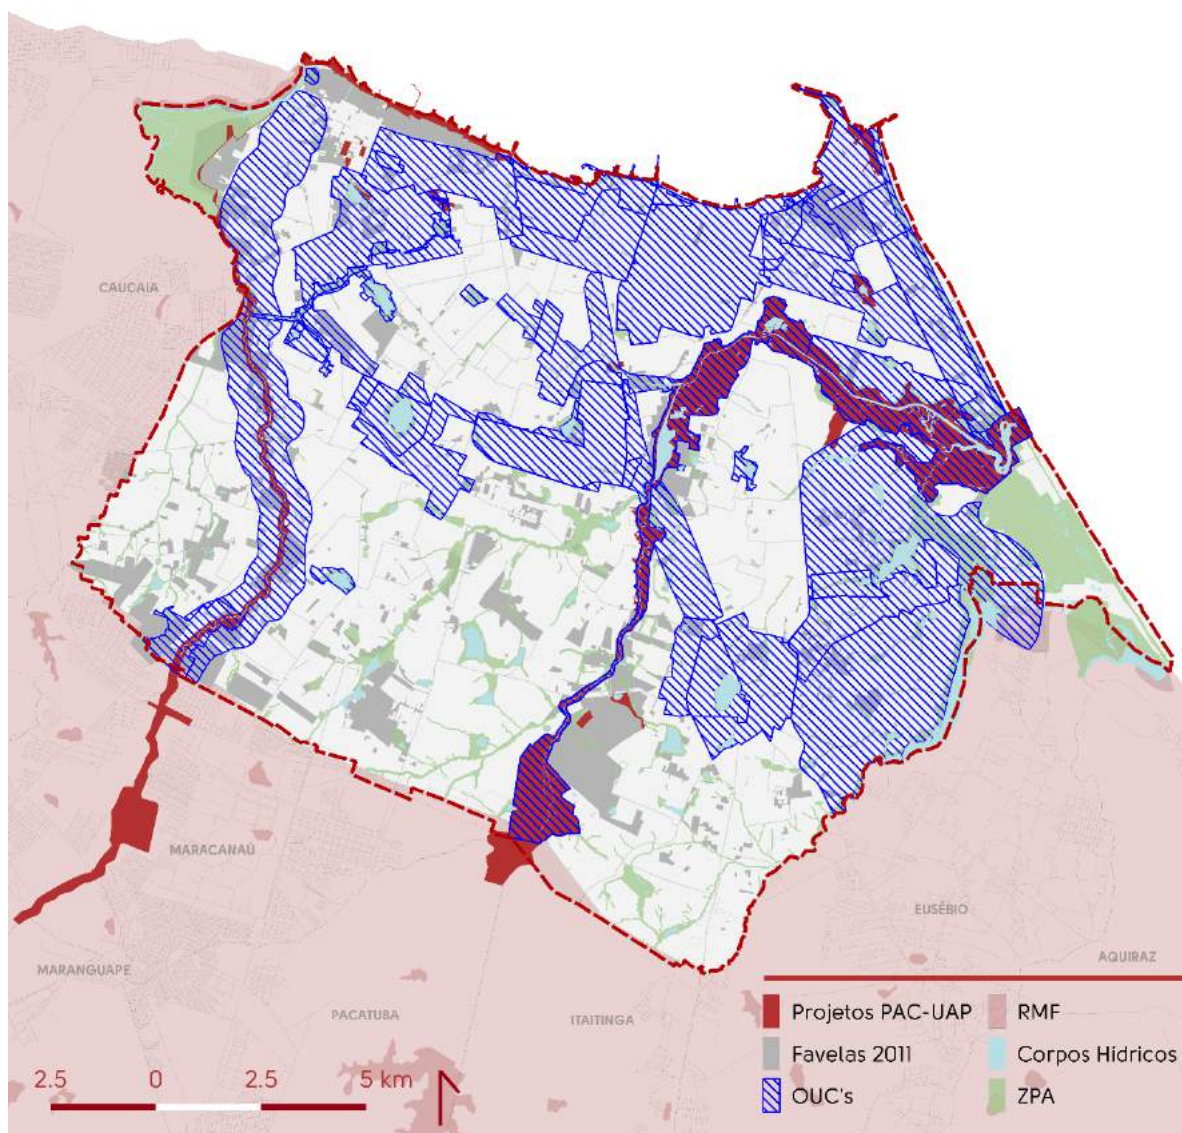 CAUCAIA
MARACANAÚ
EUSÉBIO
AQUIRAZ
MARANGUAPE
PACATUBA
ITAITINGA
Projetos PAC-UAP
RMF
Favelas 2011
Corpos Hídricos
OUC's
ZPA
2.5 0 2.5 5 km